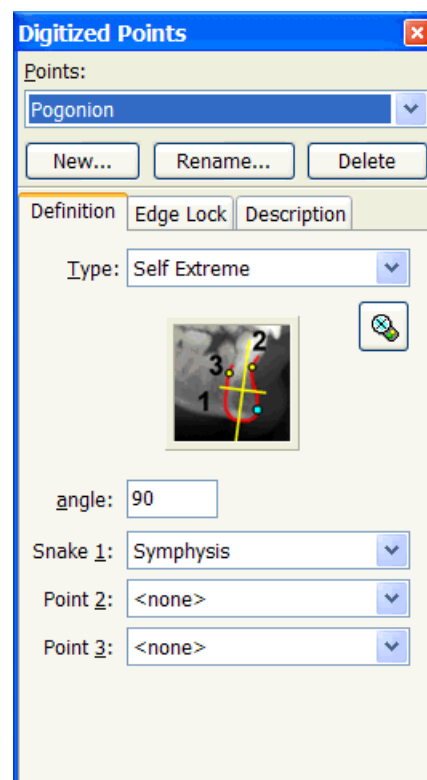 Digitized Points
Points:
Pogonion
New... Rename... Delete
Definition Edge Lock Description
Type: Self Extreme
2
3
1
angle: 90
Snake 1: Symphysis
Point 2: <none>
Point 3: <none>